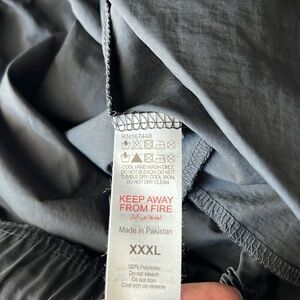 RN167448
COOL HAND WASH ONLY
DO NOT BLEACH, DO NOT
TUMBLE DRY, COOL IRON,
DO NOT DRY CLEAN
KEEP AWAY
FROM FIRE
Made in Pakistan
XXXL
100% Polyester
Do not bleach
Do not iron
Cool iron on reverse